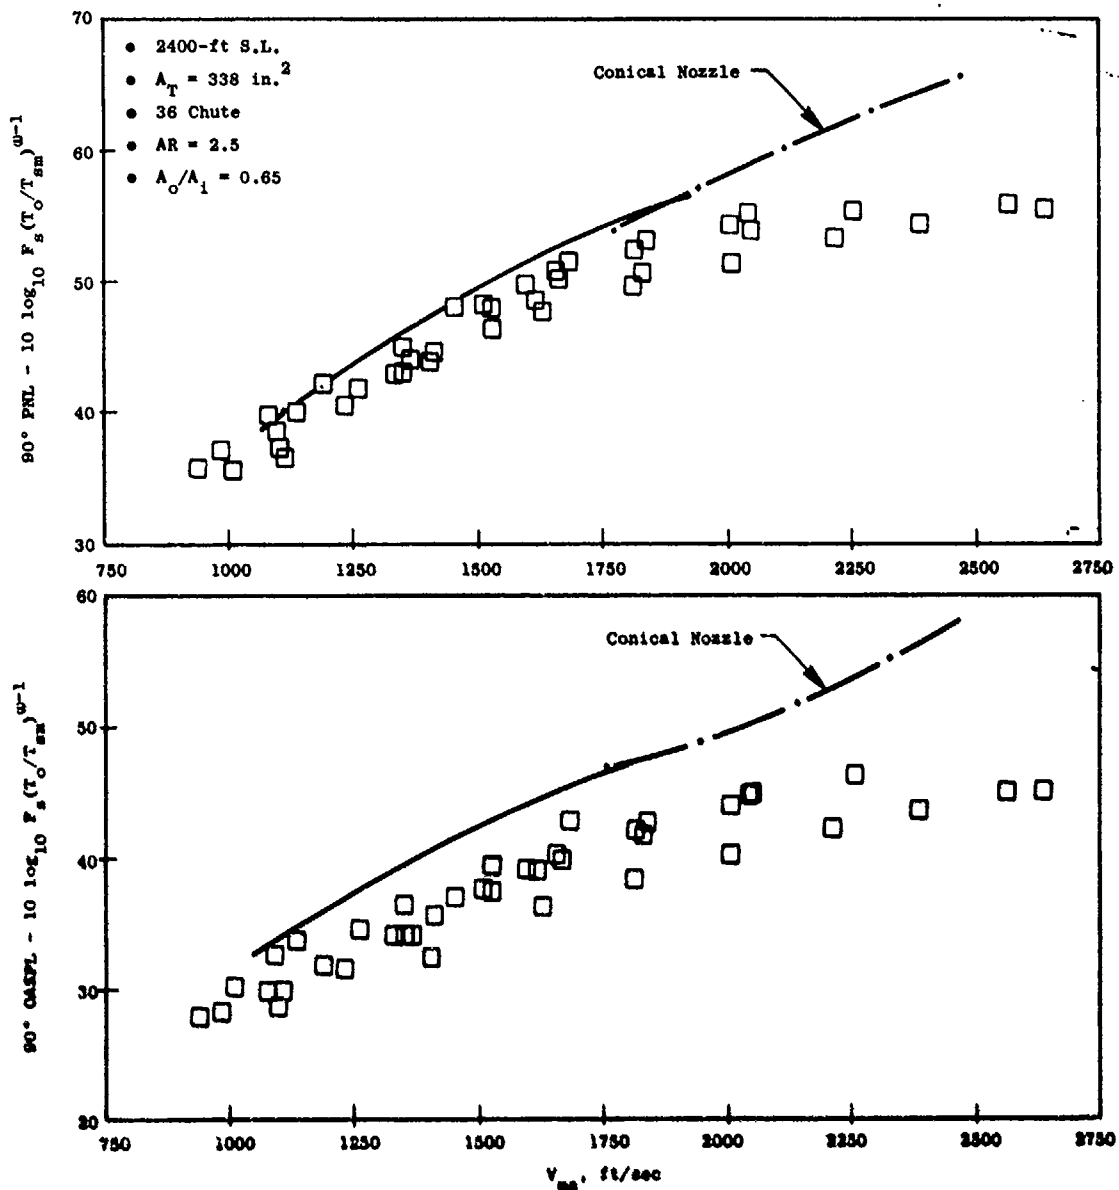 70
60
50
40
30
• 2400-ft S.L.
• A_T = 338 in.²
• 36 Chute
• AR = 2.5
• A_o/A_i = 0.65
Conical Nozzle
90° PNL - 10 log₁₀ F_s(T_o/T_sm)^ω-1
750 1000 1250 1500 1750 2000 2250 2500 2750
60
50
40
30
20
Conical Nozzle
90° OASPL - 10 log₁₀ F_s(T_o/T_sm)^ω-1
750 1000 1250 1500 1750 2000 2250 2500 2750
V_ms, ft/sec